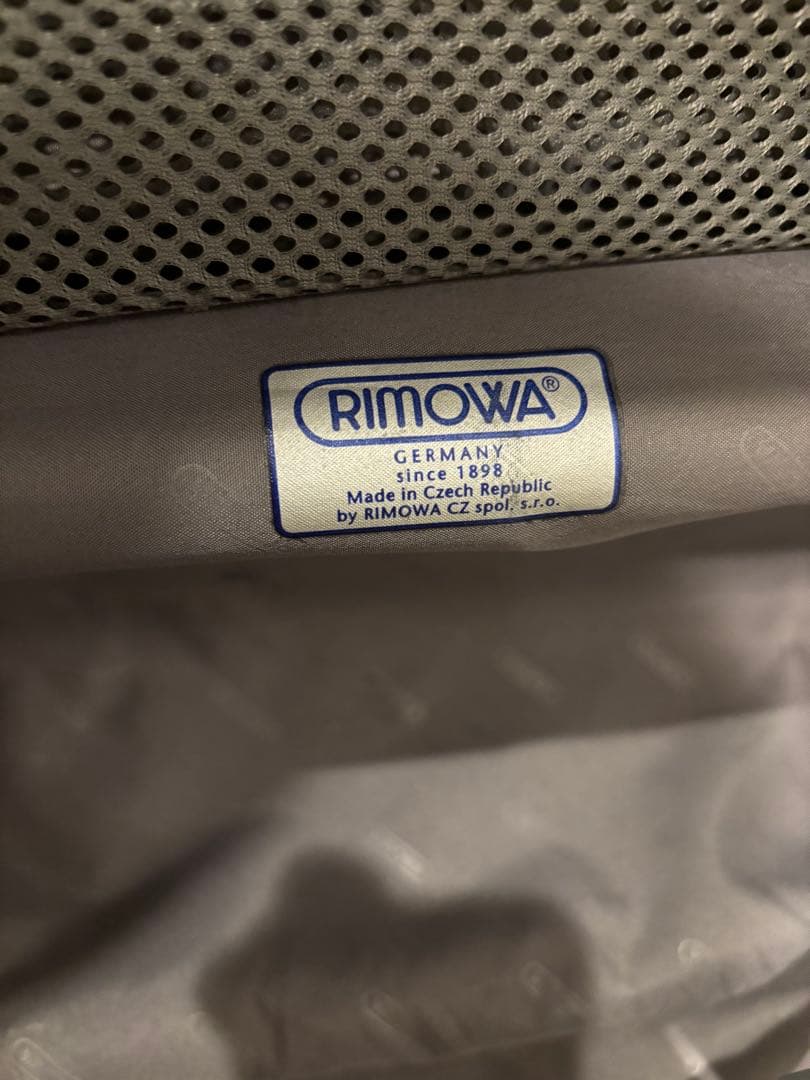 RIMOWA®
GERMANY
since 1898
Made in Czech Republic
by RIMOWA CZ spol. s.r.o.